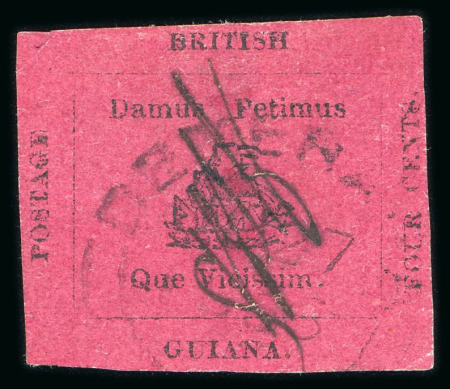 BRITISH
Damus Petimus
POSTAGE
FOUR CENTS.
Que Vicissim.
GUIANA.